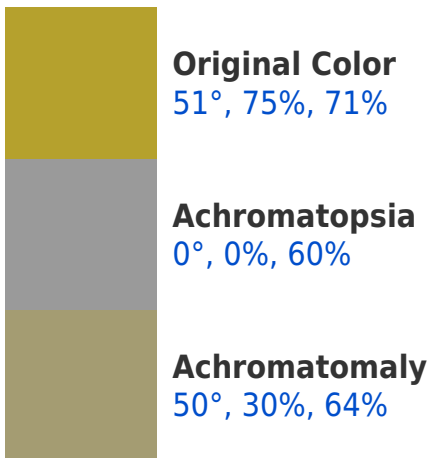 Original Color
51°, 75%, 71%
Achromatopsia
0°, 0%, 60%
Achromatomaly
50°, 30%, 64%